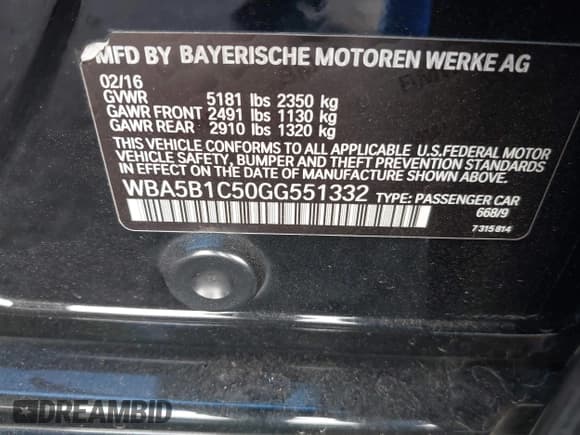 MFD BY BAYERISCHE MOTOREN WERKE AG
02/16
GVWR 5181 lbs 2350 kg
GAWR FRONT 2491 lbs 1130 kg
GAWR REAR 2910 lbs 1320 kg
THIS VEHICLE CONFORMS TO ALL APPLICABLE U.S.FEDERAL MOTOR
VEHICLE SAFETY, BUMPER AND THEFT PREVENTION STANDARDS
IN EFFECT ON THE DATE OF MANUFACTURE SHOWN ABOVE.
WBA5B1C50GG551332 TYPE: PASSENGER CAR
668/9
7315814
DREAMBID